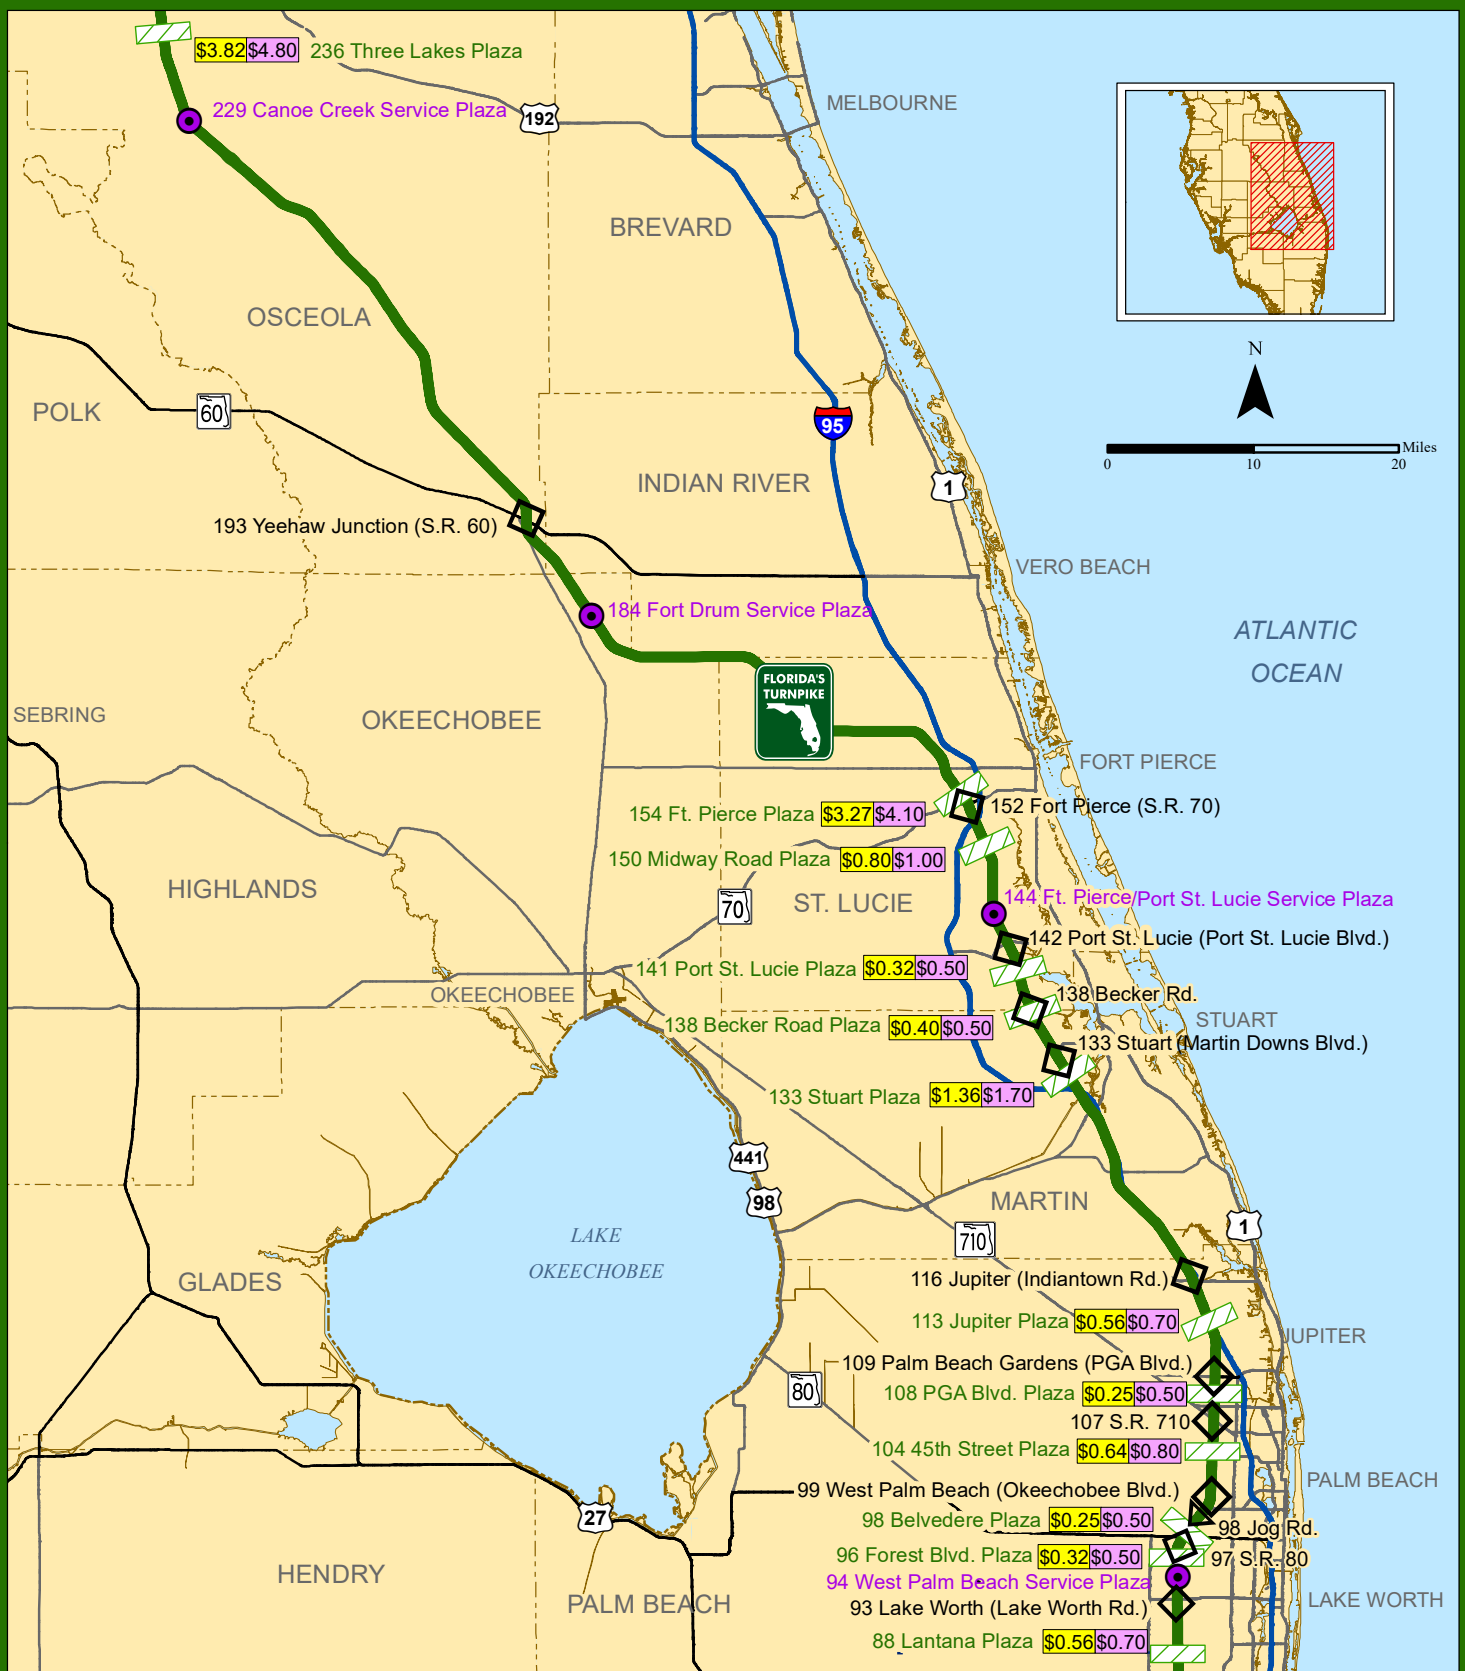 $3.82 $4.80 236 Three Lakes Plaza
229 Canoe Creek Service Plaza
192
MELBOURNE
BREVARD
OSCEOLA
N
POLK
60
95
Miles
0 10 20
INDIAN RIVER
1
193 Yeehaw Junction (S.R. 60)
VERO BEACH
184 Fort Drum Service Plaza
ATLANTIC
OCEAN
FLORIDA'S
TURNPIKE
SEBRING
OKEECHOBEE
FORT PIERCE
154 Ft. Pierce Plaza $3.27 $4.10
152 Fort Pierce (S.R. 70)
150 Midway Road Plaza $0.80 $1.00
HIGHLANDS
70
ST. LUCIE
144 Ft. Pierce/Port St. Lucie Service Plaza
142 Port St. Lucie (Port St. Lucie Blvd.)
141 Port St. Lucie Plaza $0.32 $0.50
OKEECHOBEE
138 Becker Rd.
138 Becker Road Plaza $0.40 $0.50
STUART
133 Stuart (Martin Downs Blvd.)
133 Stuart Plaza $1.36 $1.70
441
98
MARTIN
1
710
LAKE
OKEECHOBEE
GLADES
116 Jupiter (Indiantown Rd.)
113 Jupiter Plaza $0.56 $0.70
JUPITER
109 Palm Beach Gardens (PGA Blvd.)
80
108 PGA Blvd. Plaza $0.25 $0.50
107 S.R. 710
104 45th Street Plaza $0.64 $0.80
PALM BEACH
99 West Palm Beach (Okeechobee Blvd.)
27
98 Belvedere Plaza $0.25 $0.50
98 Jog Rd.
96 Forest Blvd. Plaza $0.32 $0.50
97 S.R. 80
HENDRY
94 West Palm Beach Service Plaza
PALM BEACH
93 Lake Worth (Lake Worth Rd.)
LAKE WORTH
88 Lantana Plaza $0.56 $0.70